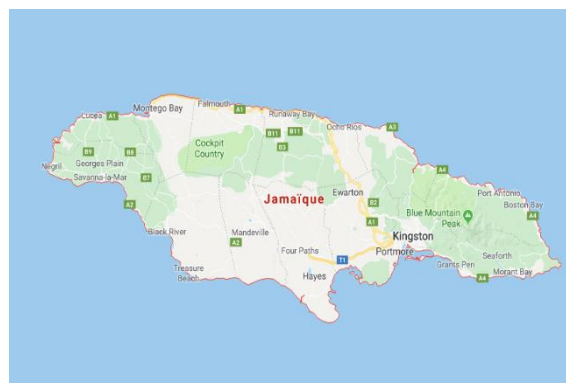 Montego Bay
Falmouth
A1
Lucea
A1
Runaway Bay
Ocho Rios
A3
B11
B11
B3
Cockpit
Country
B9
B6
Negril
Georges Plain
Savanna-la-Mar
B7
A4
Port Antonio
Boston Bay
A4
Jamaïque
Ewarton
B2
Blue Mountain
Peak
A2
A1
Black River
Mandeville
A2
Kingston
Four Paths
Portmore
T1
Seaforth
Grants Pen
Morant Bay
A4
Treasure
Beach
Hayes